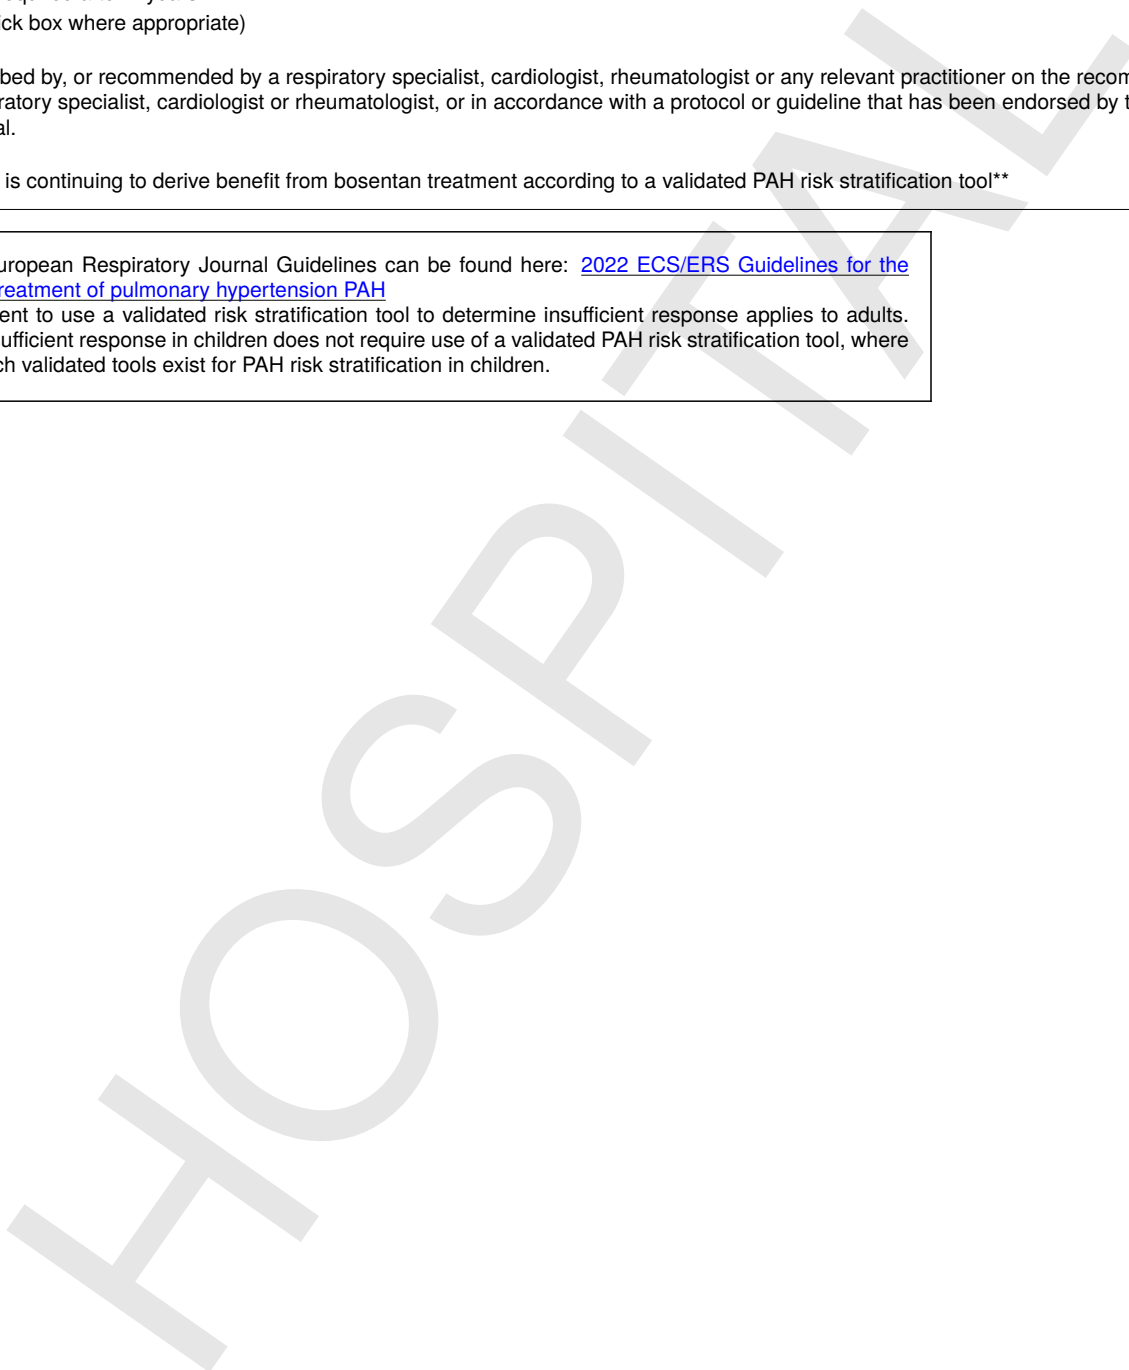 ick box where appropriate)
bed by, or recommended by a respiratory specialist, cardiologist, rheumatologist or any relevant practitioner on the recom
ratory specialist, cardiologist or rheumatologist, or in accordance with a protocol or guideline that has been endorsed by t
al.
is continuing to derive benefit from bosentan treatment according to a validated PAH risk stratification tool**
uropean Respiratory Journal Guidelines can be found here: 2022 ECS/ERS Guidelines for the
reatment of pulmonary hypertension PAH
ent to use a validated risk stratification tool to determine insufficient response applies to adults.
ufficient response in children does not require use of a validated PAH risk stratification tool, where
ch validated tools exist for PAH risk stratification in children.
HOSPITAL